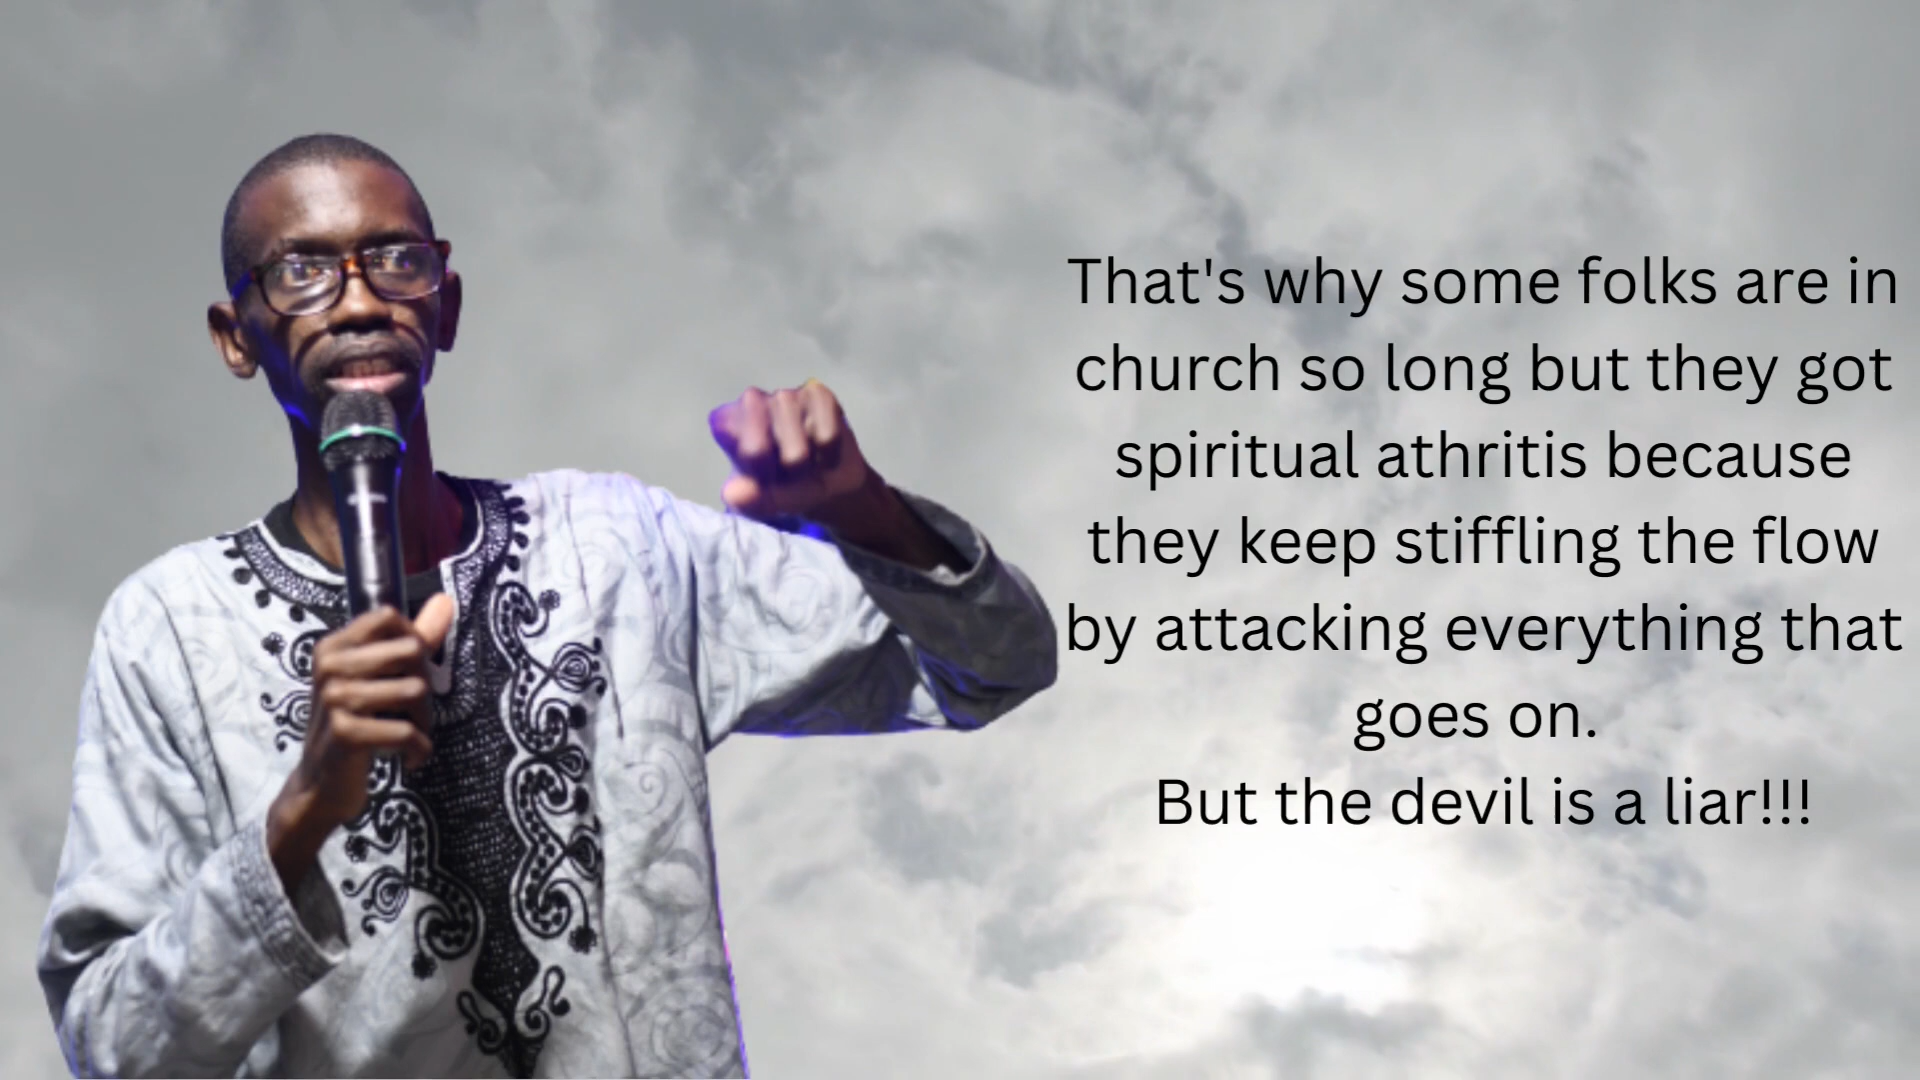 That's why some folks are in
church so long but they got
spiritual athritis because
they keep stiffling the flow
by attacking everything that
goes on.
But the devil is a liar!!!